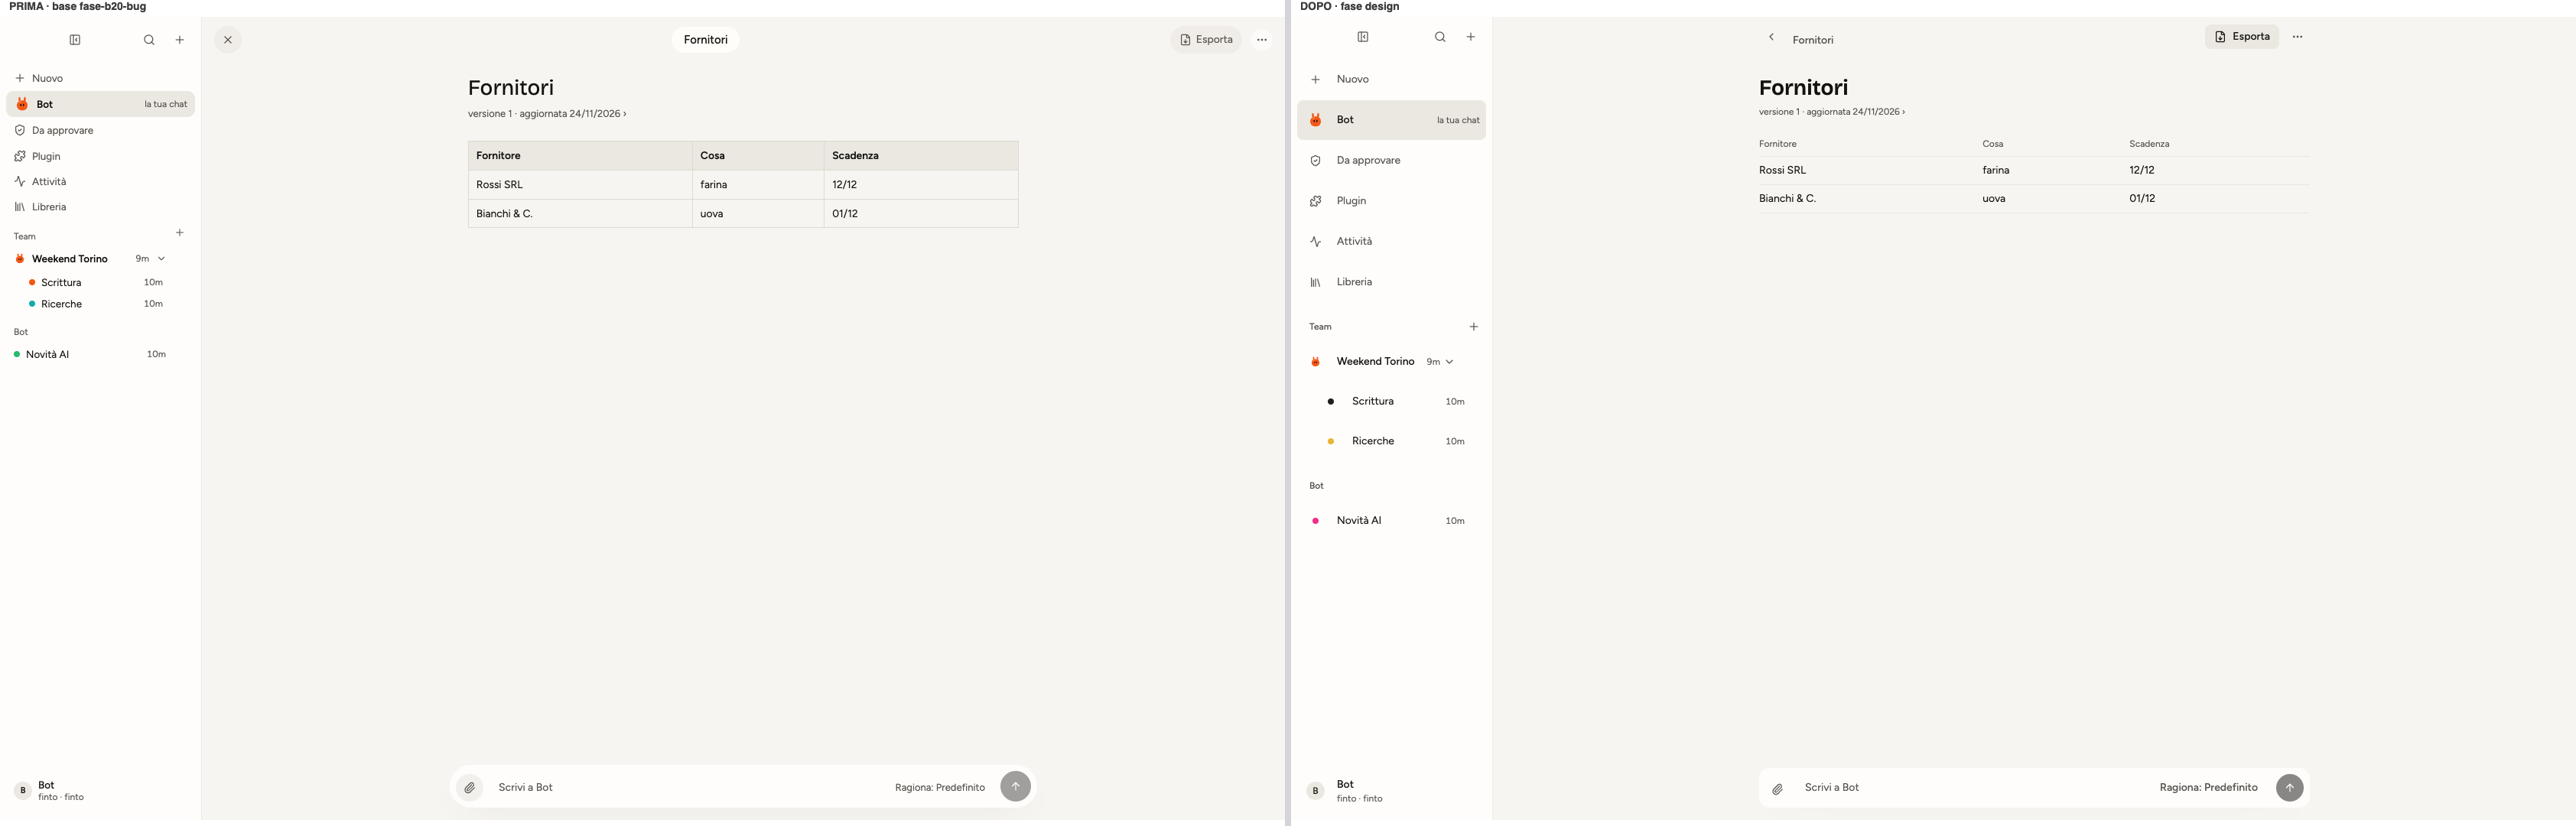 PRIMA · base fase-b20-bug
Fornitori
Esporta
Nuovo
Bot la tua chat
Da approvare
Plugin
Attività
Libreria
Team
Weekend Torino 9m
Scrittura 10m
Ricerche 10m
Bot
Novità AI 10m
Bot
B
finto · finto
Fornitori
versione 1 · aggiornata 24/11/2026 ›
Fornitore Cosa Scadenza
Rossi SRL farina 12/12
Bianchi & C. uova 01/12
Scrivi a Bot Ragiona: Predefinito
DOPO · fase design
Fornitori
Esporta
Nuovo
Bot la tua chat
Da approvare
Plugin
Attività
Libreria
Team
Weekend Torino 9m
Scrittura 10m
Ricerche 10m
Bot
Novità AI 10m
Bot
B
finto · finto
Fornitori
versione 1 · aggiornata 24/11/2026 ›
Fornitore Cosa Scadenza
Rossi SRL farina 12/12
Bianchi & C. uova 01/12
Scrivi a Bot Ragiona: Predefinito